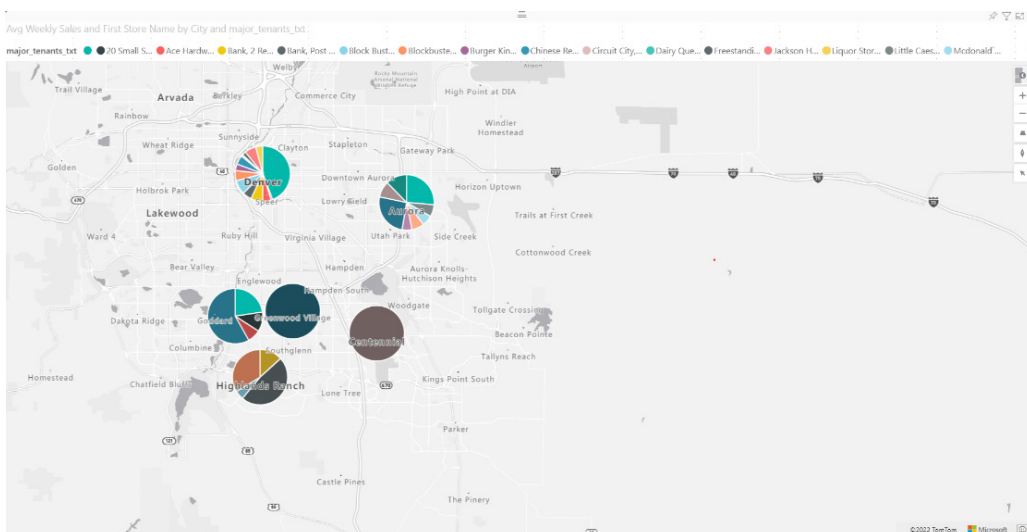 Avg Weekly Sales and First Store Name by City and major_tenants_txt
major_tenants_txt 20 Small S... Ace Hardw... Bank, 2 Re... Bank, Post ... Block Bust... Blockbuste... Burger Kin... Chinese Re... Circuit City,... Dairy Que... Freestandi... Jackson H... Liquor Stor... Little Caes... Mcdonald'...
Welby
Rocky Mountain
Arsenal National
Wildlife Refuge
Trail Village
Arvada
Berkley
Commerce City
High Point at DIA
Rainbow
Windler
Homestead
Sunnyside
Wheat Ridge
Clayton
Stapleton
Gateway Park
Golden
Denver
Downtown Aurora
Horizon Uptown
Holbrok Park
Speer
Lowry Field
Aurora
Lakewood
Trails at First Creek
Ward 4
Ruby Hill
Virginia Village
Utah Park
Side Creek
Cottonwood Creek
Bear Valley
Hampden
Aurora Knolls-
Hutchison Heights
Englewood
Hampden South
Woodgate
Tollgate Crossing
Dakota Ridge
Goddard
Greenwood Village
Beacon Pointe
Centennial
Columbine
Southglenn
Tallyns Reach
Homestead
Chatfield Bluffs
Highlands Ranch
Kings Point South
Lone Tree
Parker
Castle Pines
The Pinery
©2022 TomTom Microsoft